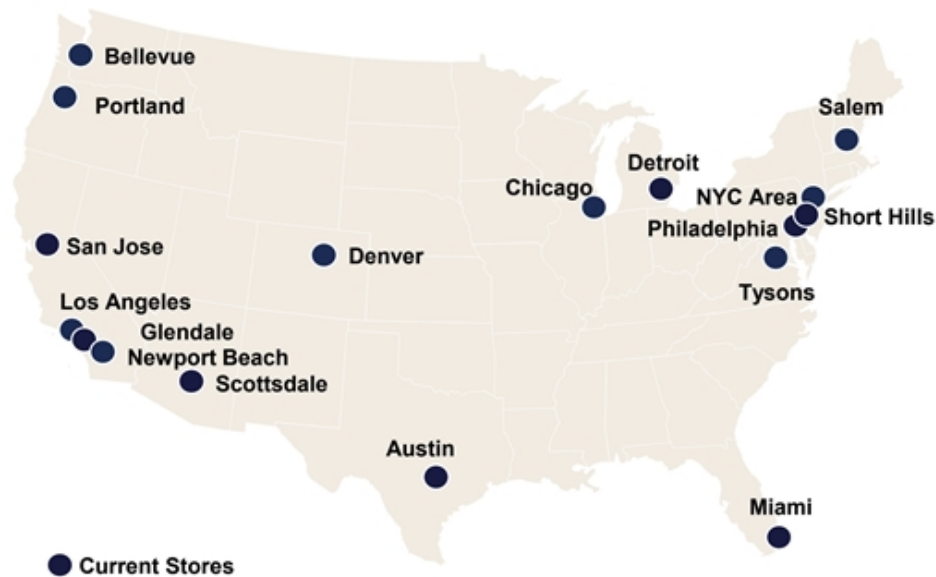 Bellevue
Portland
Salem
Detroit
Chicago
NYC Area
Short Hills
Philadelphia
San Jose
Denver
Tysons
Los Angeles
Glendale
Newport Beach
Scottsdale
Austin
Miami
Current Stores